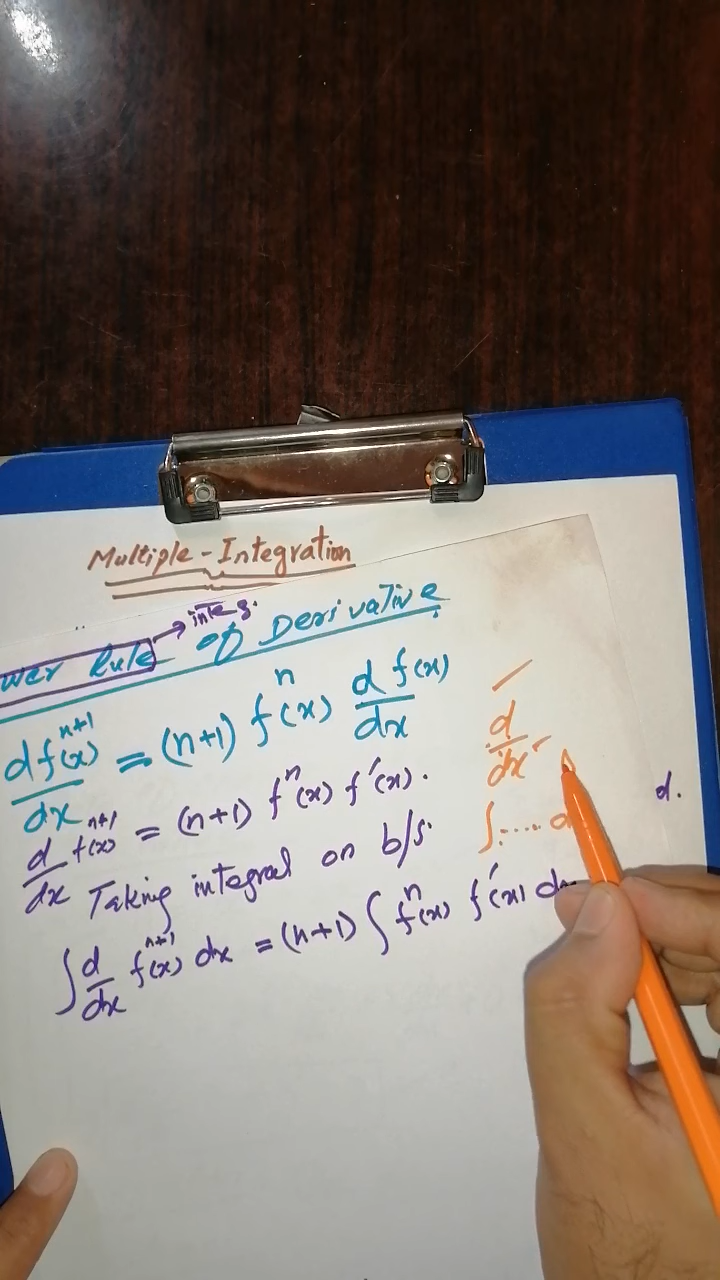 Multiple-Integration
integ.
wer Rule of Derivative
d f(x)^{n+1}/dx = (n+1) f^n(x) d f(x)/dx
d/dx f(x)^{n+1} = (n+1) f^n(x) f'(x).
d/dx
Taking integral on b/s.
∫....d
d.
∫ d/dx f(x)^{n+1} dx = (n+1) ∫ f^n(x) f'(x) dx